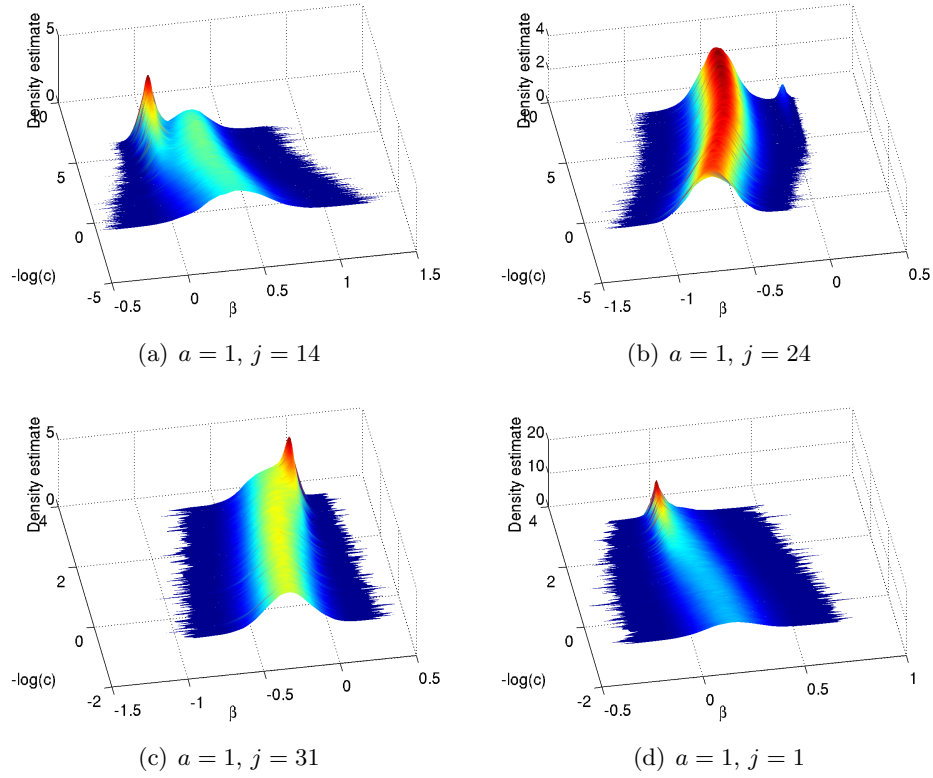 5
0
Density estimate
10
5
0
-5
-log(c)
-0.5
0
0.5
1
1.5
β
(a) a = 1, j = 14
4
2
0
Density estimate
10
5
0
-5
-log(c)
-1.5
-1
-0.5
0
0.5
β
(b) a = 1, j = 24
5
0
Density estimate
4
2
0
-2
-log(c)
-1.5
-1
-0.5
0
0.5
β
(c) a = 1, j = 31
20
10
0
Density estimate
4
2
0
-2
-log(c)
-0.5
0
0.5
1
β
(d) a = 1, j = 1